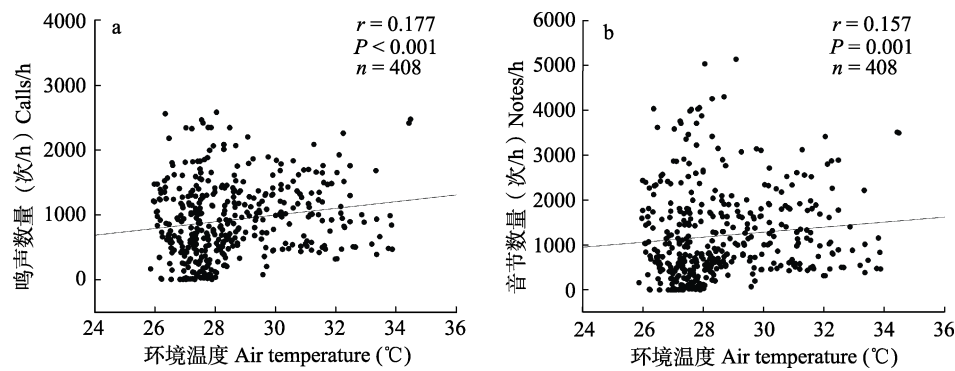 a
r = 0.177
P < 0.001
n = 408
鸣声数量（次/h）Calls/h
4000
3000
2000
1000
0
24
26
28
30
32
34
36
环境温度 Air temperature (℃)
b
r = 0.157
P = 0.001
n = 408
音节数量（次/h）Notes/h
6000
5000
4000
3000
2000
1000
0
24
26
28
30
32
34
36
环境温度 Air temperature (℃)